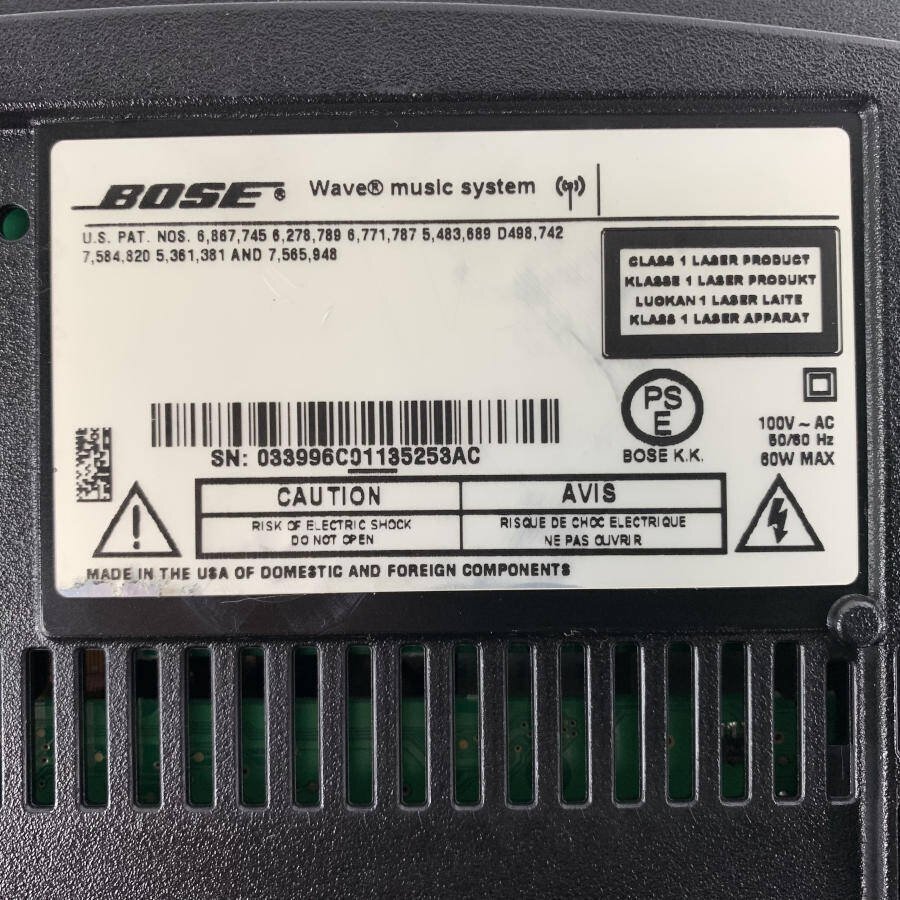 BOSE® Wave® music system
U.S. PAT. NOS. 6,867,745 6,278,789 6,771,787 5,483,689 D498,742
7,584,820 5,361,381 AND 7,565,948
CLASS 1 LASER PRODUCT
KLASSE 1 LASER PRODUKT
LUOKAN 1 LASER LAITE
KLASS 1 LASER APPARAT
PS
E
BOSE K.K.
100V ~ AC
50/60 Hz
60W MAX
SN: 033996C01135253AC
CAUTION
RISK OF ELECTRIC SHOCK
DO NOT OPEN
AVIS
RISQUE DE CHOC ELECTRIQUE
NE PAS OUVRIR
MADE IN THE USA OF DOMESTIC AND FOREIGN COMPONENTS